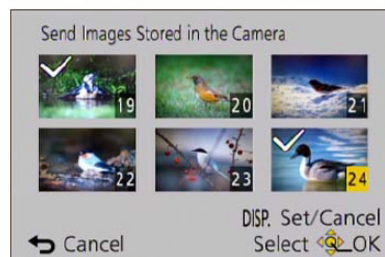 Send Images Stored in the Camera
19 20 21
22 23 24
DISP. Set/Cancel
Cancel Select OK